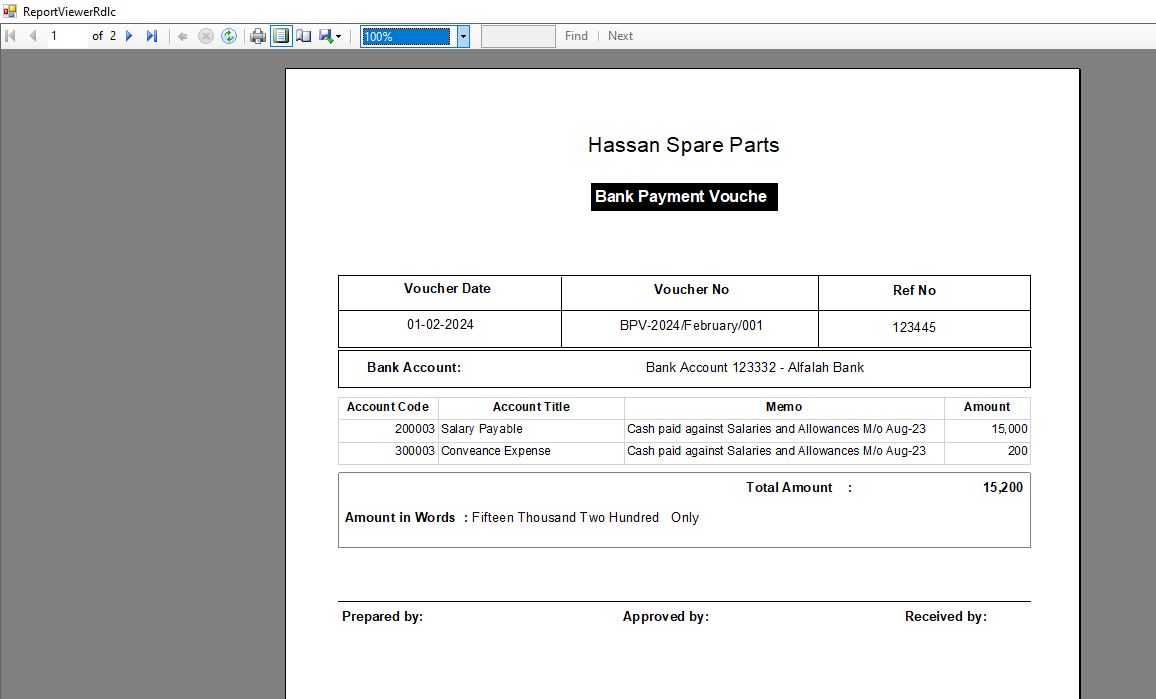 ReportViewerRdlc
1 of 2 100% Find Next
Hassan Spare Parts
Bank Payment Vouche
Voucher Date Voucher No Ref No
01-02-2024 BPV-2024/February/001 123445
Bank Account: Bank Account 123332 - Alfalah Bank
Account Code Account Title Memo Amount
200003 Salary Payable Cash paid against Salaries and Allowances M/o Aug-23 15,000
300003 Conveance Expense Cash paid against Salaries and Allowances M/o Aug-23 200
Total Amount : 15,200
Amount in Words : Fifteen Thousand Two Hundred Only
Prepared by: Approved by: Received by: